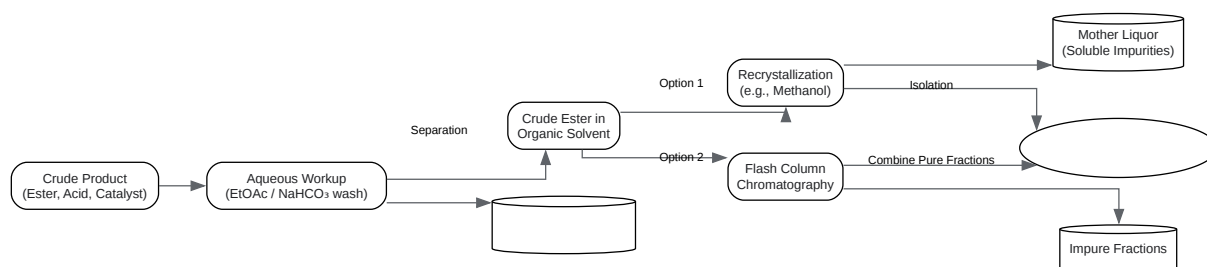 Crude Product
(Ester, Acid, Catalyst)
Aqueous Workup
(EtOAc / NaHCO₃ wash)
Separation
Crude Ester in
Organic Solvent
Option 1
Option 2
Recrystallization
(e.g., Methanol)
Flash Column
Chromatography
Mother Liquor
(Soluble Impurities)
Isolation
Combine Pure Fractions
Impure Fractions